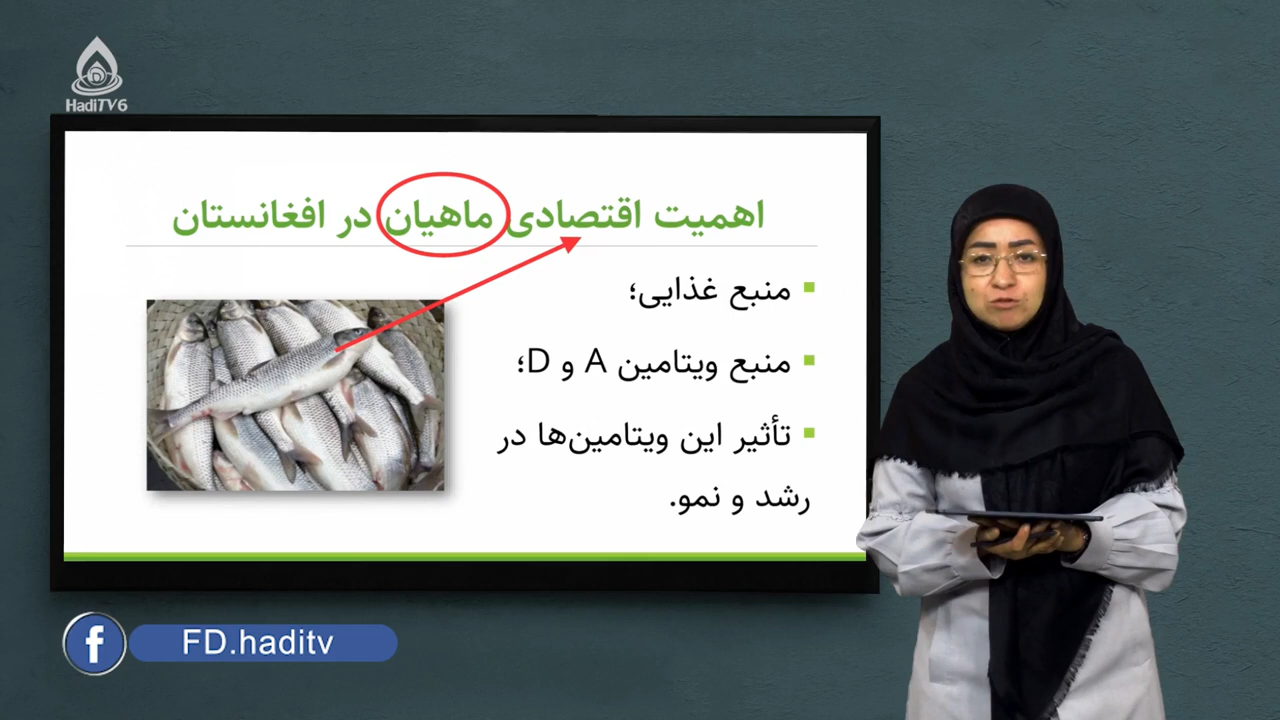 HadiTV6
اهمیت اقتصادی ماهیان در افغانستان
منبع غذایی؛
منبع ویتامین A و D؛
تأثیر این ویتامین‌ها در
رشد و نمو.
f FD.haditv